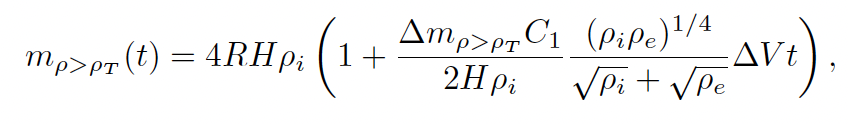 $m_{\rho>\rho_T}(t) = 4RH\rho_i \left(1 + \frac{\Delta m_{\rho>\rho_T} C_1}{2H\rho_i} \frac{(\rho_i \rho_e)^{1/4}}{\sqrt{\rho_i} + \sqrt{\rho_e}} \Delta V t\right),$